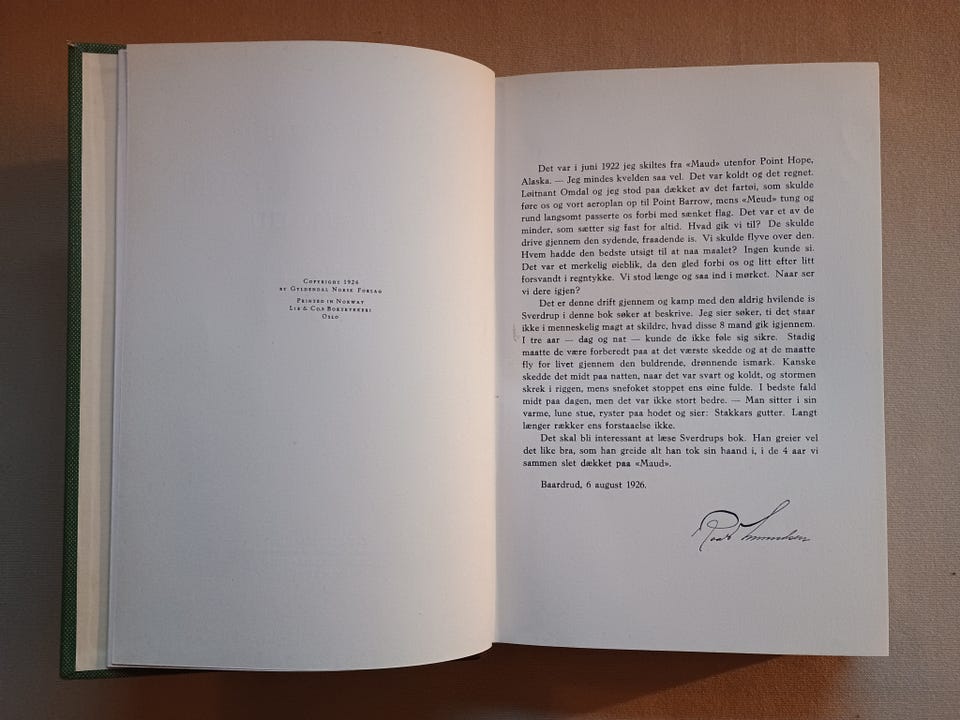 COPYRIGHT 1926
BY GYLDENDAL NORSK FORLAG
PRINTED IN NORWAY
LIE & CO.S BOKTRYKKERI
OSLO
Det var i juni 1922 jeg skiltes fra «Maud» utenfor Point Hope,
Alaska. — Jeg mindes kvelden saa vel. Det var koldt og det regnet.
Løitnant Omdal og jeg stod paa dækket av det fartøi, som skulde
føre os og vort aeroplan op til Point Barrow, mens «Meud» tung og
rund langsomt passerte os forbi med sænket flag. Det var et av de
minder, som sætter sig fast for altid. Hvad gik vi til? De skulde
drive gjennem den sydende, fraadende is. Vi skulde flyve over den.
Hvem hadde den bedste utsigt til at naa maalet? Ingen kunde si.
Det var et merkelig øieblik, da den gled forbi os og litt efter litt
forsvandt i regntykke. Vi stod længe og saa ind i mørket. Naar ser
vi dere igjen?
Det er denne drift gjennem og kamp med den aldrig hvilende is
Sverdrup i denne bok søker at beskrive. Jeg sier søker, ti det staar
ikke i menneskelig magt at skildre, hvad disse 8 mand gik igjennem.
I tre aar — dag og nat — kunde de ikke føle sig sikre. Stadig
maatte de være forberedt paa at det værste skedde og at de maatte
fly for livet gjennem den buldrende, drønnende ismark. Kanske
skedde det midt paa natten, naar det var svart og koldt, og stormen
skrek i riggen, mens snefoket stoppet ens øine fulde. I bedste fald
midt paa dagen, men det var ikke stort bedre. — Man sitter i sin
varme, lune stue, ryster paa hodet og sier: Stakkars gutter. Langt
længer rækker ens forstaaelse ikke.
Det skal bli interessant at læse Sverdrups bok. Han greier vel
det like bra, som han greide alt han tok sin haand i, i de 4 aar vi
sammen slet dækket paa «Maud».
Baardrud, 6 august 1926.
Roald Amundsen